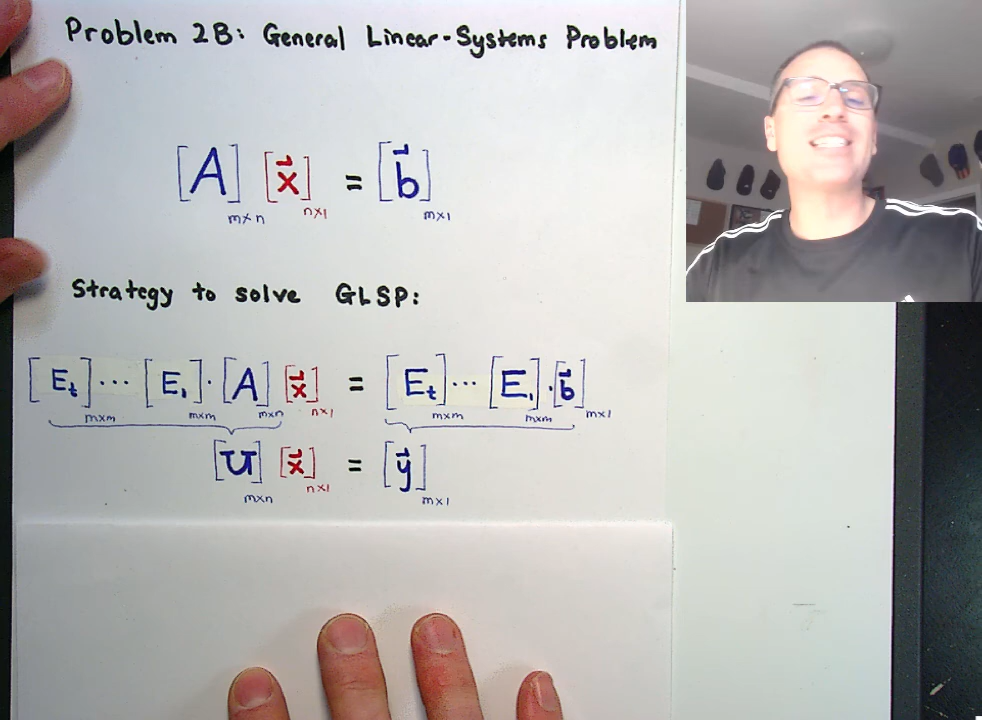 Problem 2B: General Linear-Systems Problem
[A]m×n [x⃗]n×1 = [b⃗]m×1
Strategy to solve GLSP:
[Et]m×m ⋯ [E1]m×m · [A]m×n [x⃗]n×1 = [Et]m×m ⋯ [E1]m×m · [b⃗]m×1
[U]m×n [x⃗]n×1 = [y⃗]m×1